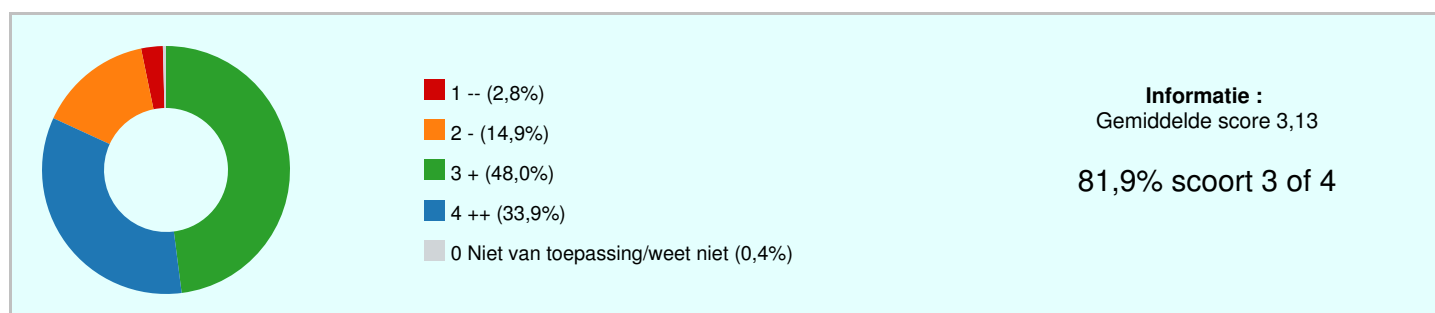 1 -- (2,8%)
2 - (14,9%)
3 + (48,0%)
4 ++ (33,9%)
0 Niet van toepassing/weet niet (0,4%)
Informatie :
Gemiddelde score 3,13
81,9% scoort 3 of 4